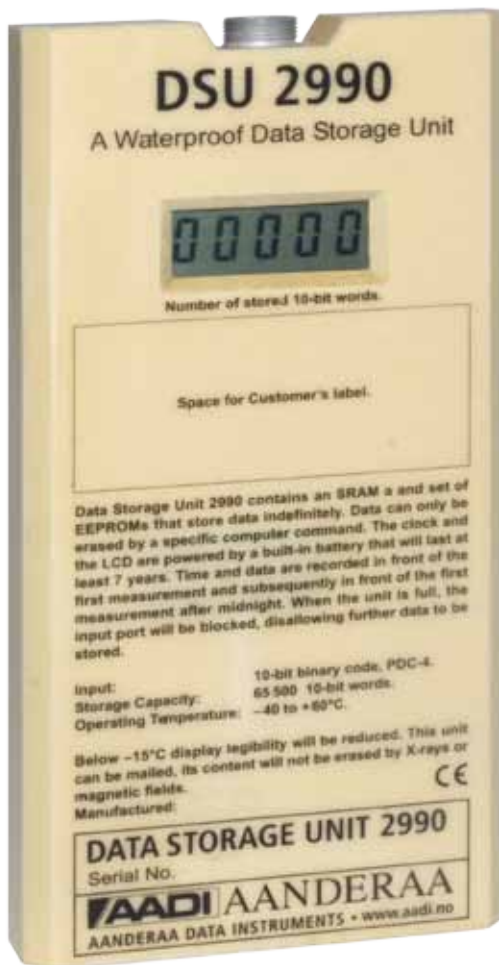 DSU 2990
A Waterproof Data Storage Unit
00000
Number of stored 10-bit words.
Space for Customer's label.
Data Storage Unit 2990 contains an SRAM a and set of
EEPROMs that store data indefinitely. Data can only be
erased by a specific computer command. The clock and
the LCD are powered by a built-in battery that will last at
least 7 years. Time and data are recorded in front of the
first measurement and subsequently in front of the first
measurement after midnight. When the unit is full, the
input port will be blocked, disallowing further data to be
stored.
Input: 10-bit binary code, PDC-4.
Storage Capacity: 65 500 10-bit words.
Operating Temperature: –40 to +60°C.
Below –15°C display legibility will be reduced. This unit
can be mailed, its content will not be erased by X-rays or
magnetic fields.
Manufactured: CE
DATA STORAGE UNIT 2990
Serial No.
AADI AANDERAA
AANDERAA DATA INSTRUMENTS • www.aadi.no